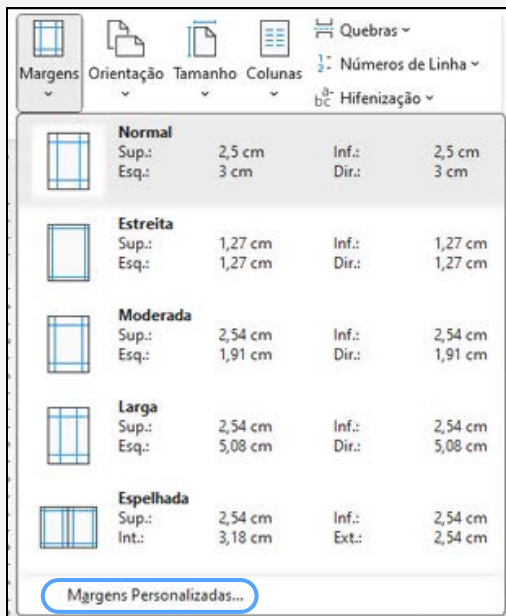 Margens Orientação Tamanho Colunas
Quebras
Números de Linha
Hifenização
Normal
Sup.: 2,5 cm Inf.: 2,5 cm
Esq.: 3 cm Dir.: 3 cm
Estreita
Sup.: 1,27 cm Inf.: 1,27 cm
Esq.: 1,27 cm Dir.: 1,27 cm
Moderada
Sup.: 2,54 cm Inf.: 2,54 cm
Esq.: 1,91 cm Dir.: 1,91 cm
Larga
Sup.: 2,54 cm Inf.: 2,54 cm
Esq.: 5,08 cm Dir.: 5,08 cm
Espelhada
Sup.: 2,54 cm Inf.: 2,54 cm
Int.: 3,18 cm Ext.: 2,54 cm
Margens Personalizadas...